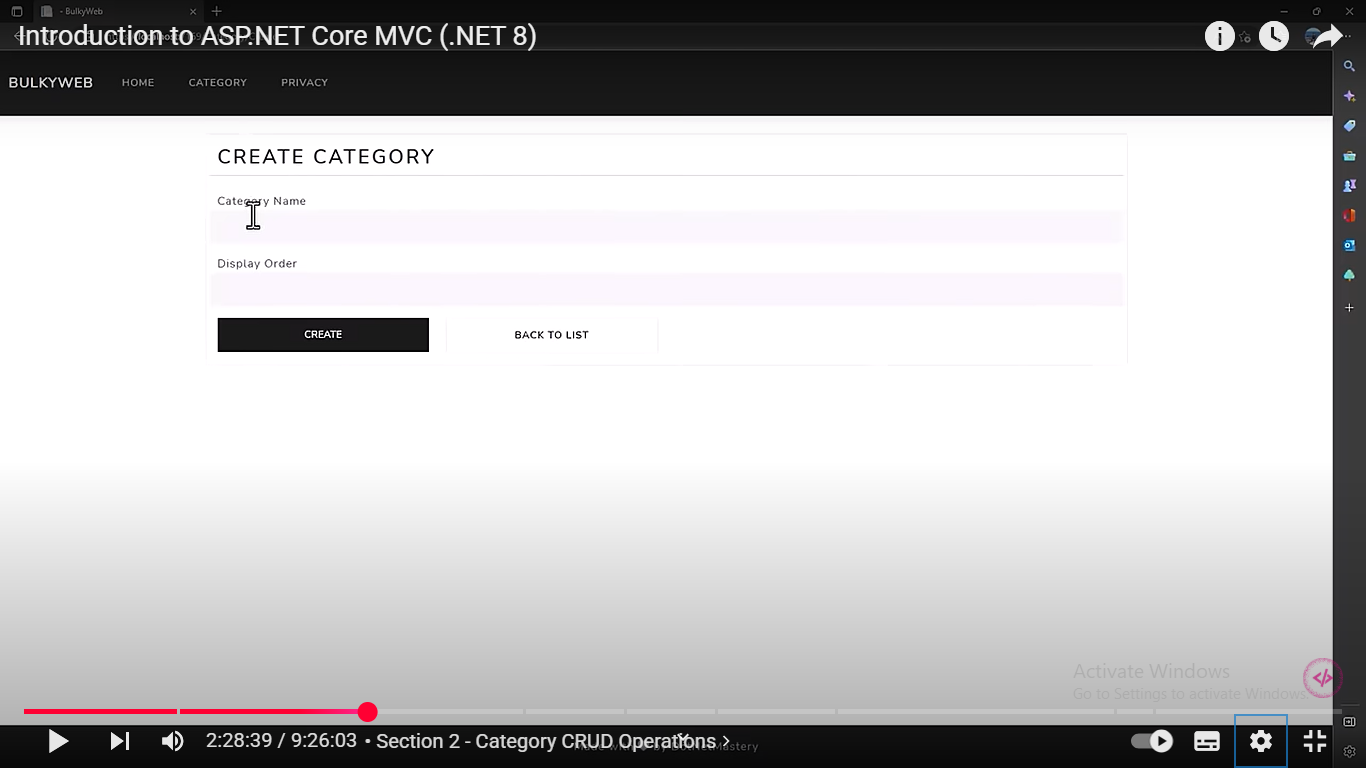 - BulkyWeb
Introduction to ASP.NET Core MVC (.NET 8)
BULKYWEB HOME CATEGORY PRIVACY
CREATE CATEGORY
Category Name
Display Order
CREATE BACK TO LIST
Activate Windows
Go to Settings to activate Windows.
2:28:39 / 9:26:03 • Section 2 - Category CRUD Operations >